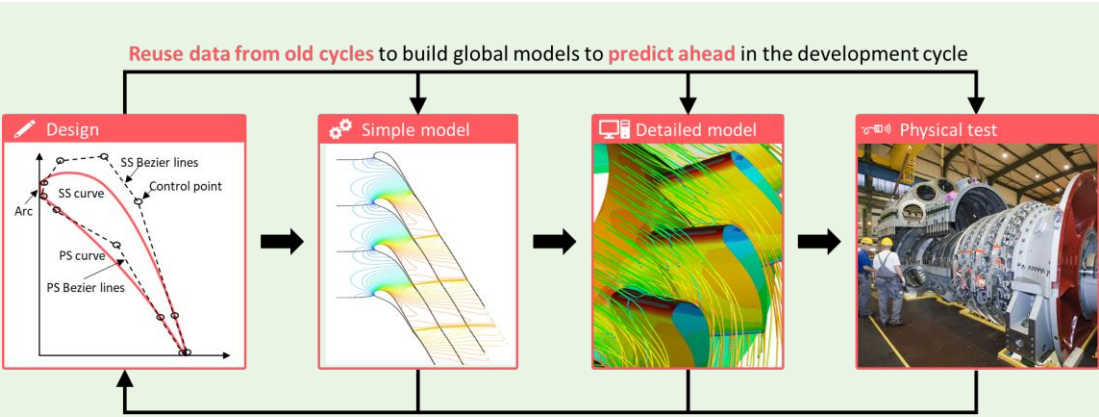 Reuse data from old cycles to build global models to predict ahead in the development cycle
Design
SS Bezier lines
Control point
SS curve
Arc
PS curve
PS Bezier lines
Simple model
Detailed model
Physical test